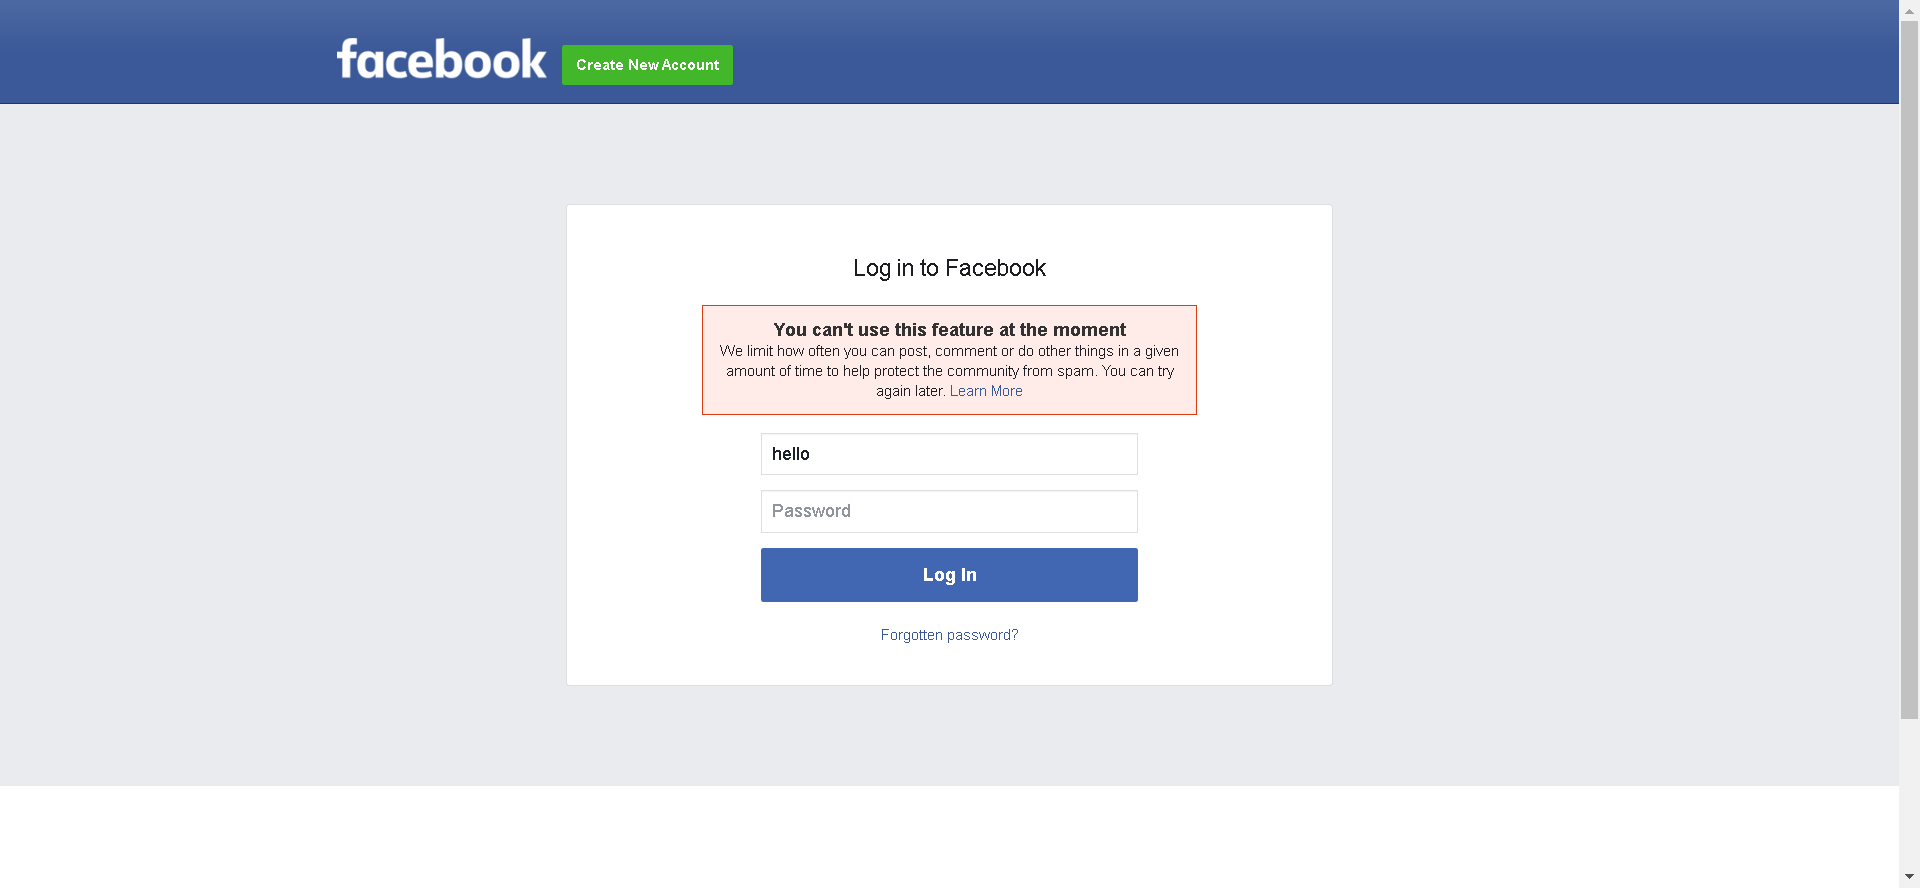 facebook
Create New Account
Log in to Facebook
You can't use this feature at the moment
We limit how often you can post, comment or do other things in a given
amount of time to help protect the community from spam. You can try
again later. Learn More
hello
Password
Log In
Forgotten password?